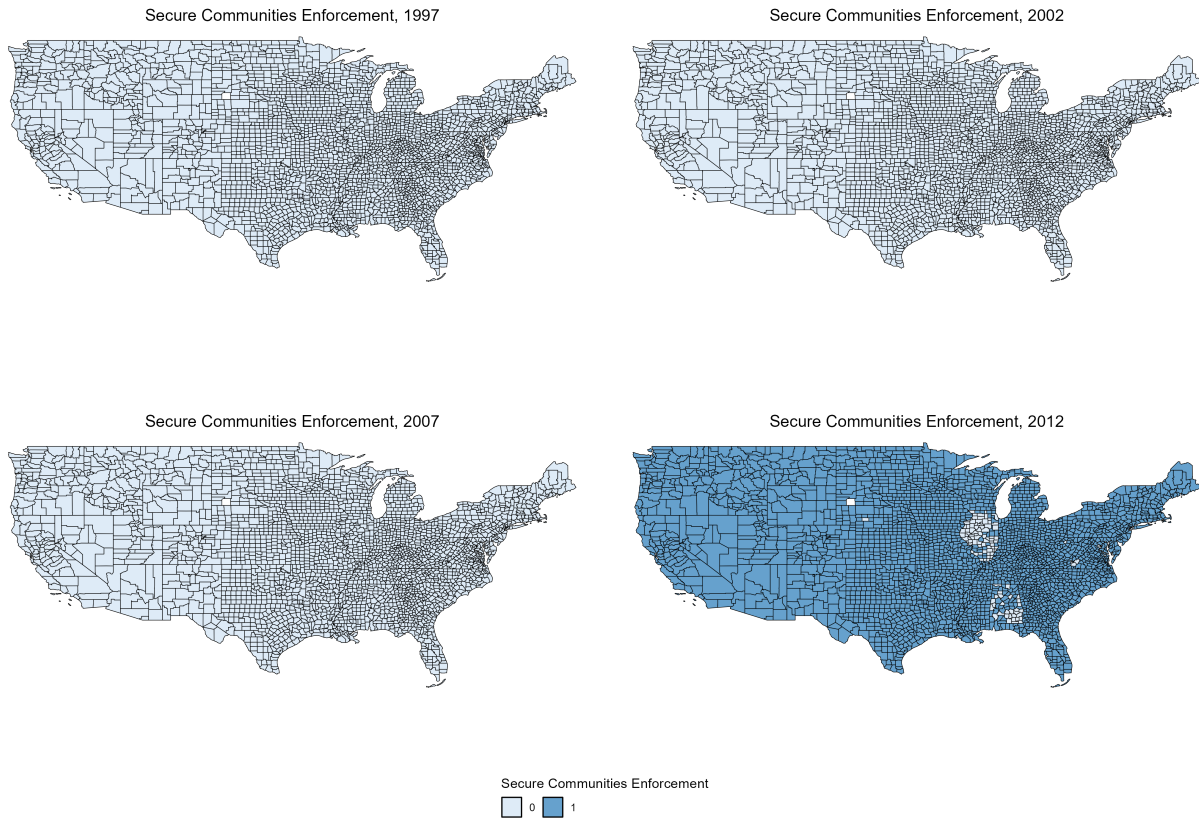 Secure Communities Enforcement, 1997
Secure Communities Enforcement, 2002
Secure Communities Enforcement, 2007
Secure Communities Enforcement, 2012
Secure Communities Enforcement
0 1